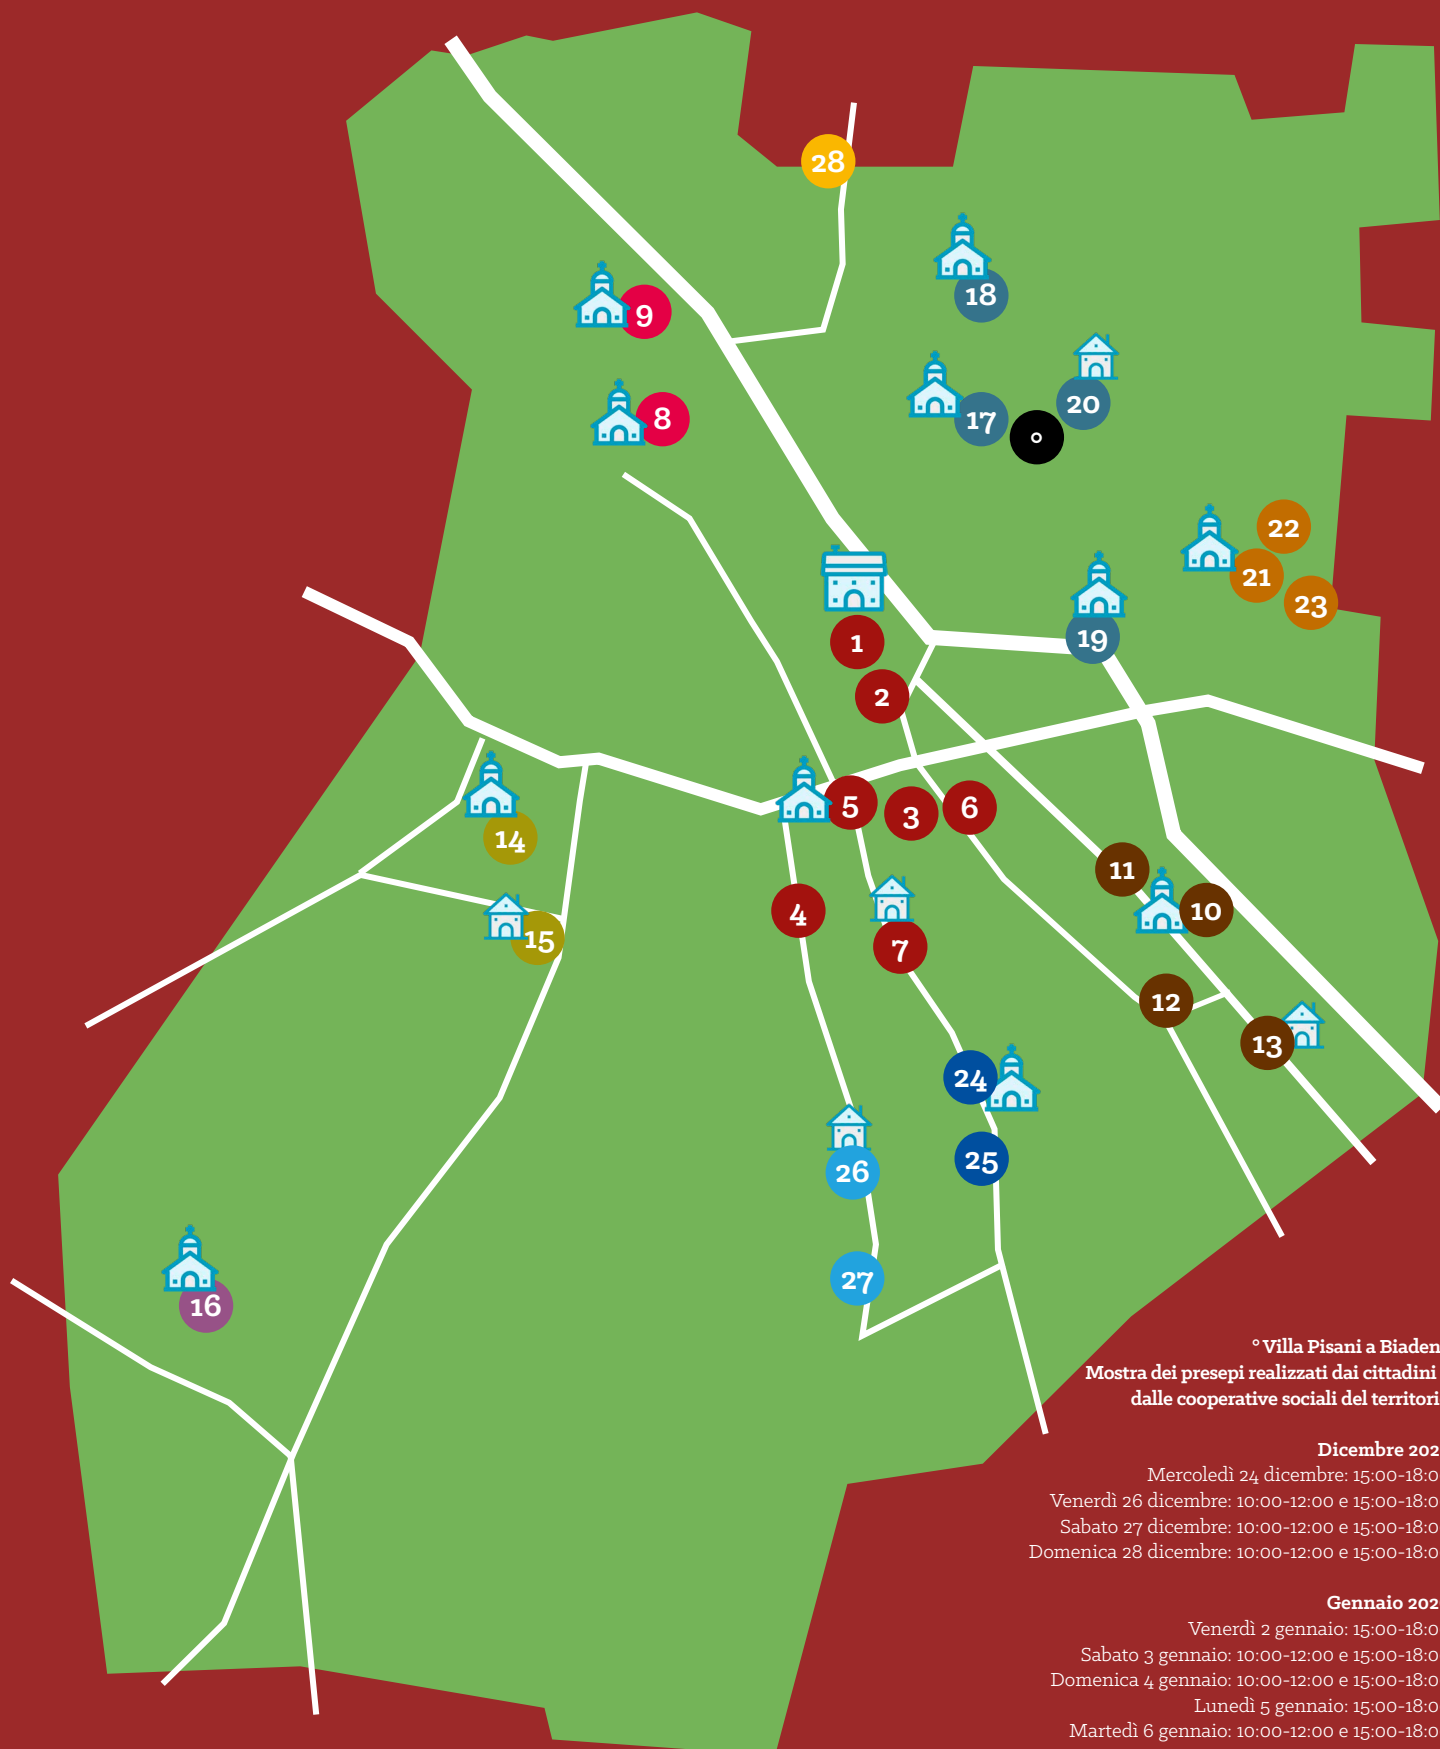 28
18
9
20
8
17
°
22
21
23
1
19
2
5
3
6
14
11
4
10
15
7
12
13
24
25
26
27
16
° Villa Pisani a Biaden
Mostra dei presepi realizzati dai cittadini
dalle cooperative sociali del territori
Dicembre 202
Mercoledì 24 dicembre: 15:00-18:0
Venerdì 26 dicembre: 10:00-12:00 e 15:00-18:0
Sabato 27 dicembre: 10:00-12:00 e 15:00-18:0
Domenica 28 dicembre: 10:00-12:00 e 15:00-18:0
Gennaio 202
Venerdì 2 gennaio: 15:00-18:0
Sabato 3 gennaio: 10:00-12:00 e 15:00-18:0
Domenica 4 gennaio: 10:00-12:00 e 15:00-18:0
Lunedì 5 gennaio: 15:00-18:0
Martedì 6 gennaio: 10:00-12:00 e 15:00-18:0